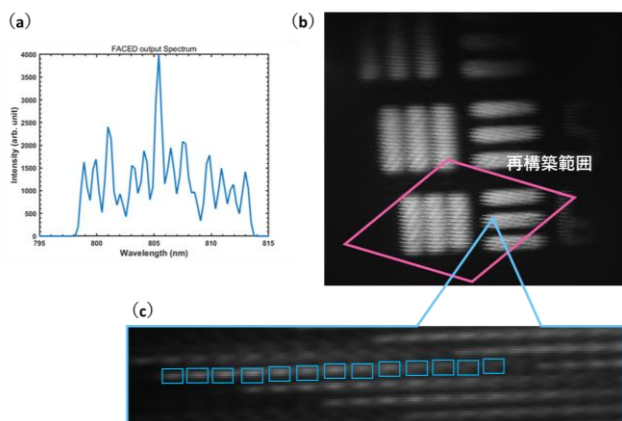 (a)
FACED output Spectrum
4000
3500
3000
2500
2000
1500
1000
500
0
Intensity (arb. unit)
795
800
805
810
815
Wavelength (nm)
(b)
再構築範囲
(c)